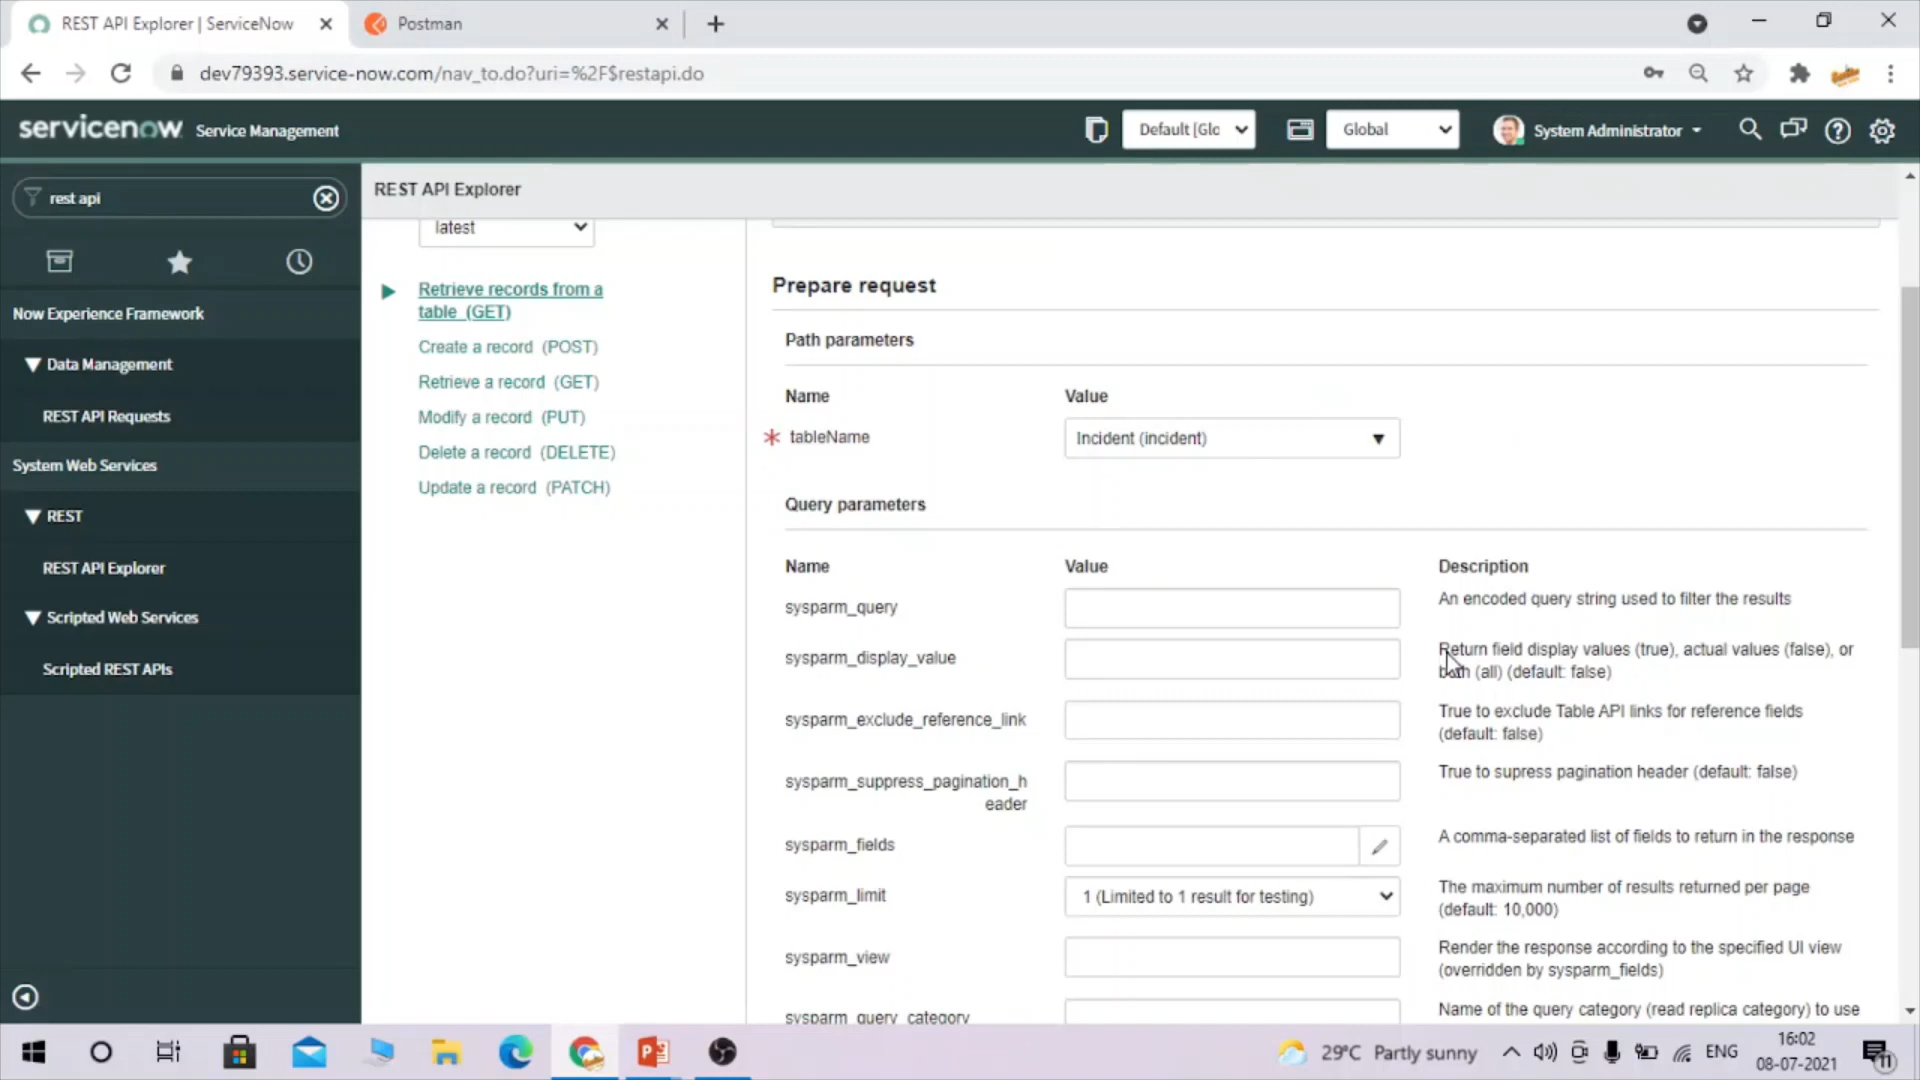 REST API Explorer | ServiceNow
Postman
dev79393.service-now.com/nav_to.do?uri=%2F$restapi.do
servicenow Service Management
Default [Glc
Global
System Administrator
rest api
REST API Explorer
latest
Now Experience Framework
Data Management
REST API Requests
System Web Services
REST
REST API Explorer
Scripted Web Services
Scripted REST APIs
Retrieve records from a
table (GET)
Create a record (POST)
Retrieve a record (GET)
Modify a record (PUT)
Delete a record (DELETE)
Update a record (PATCH)
Prepare request
Path parameters
Name Value
* tableName Incident (incident)
Query parameters
Name Value Description
sysparm_query An encoded query string used to filter the results
sysparm_display_value Return field display values (true), actual values (false), or
both (all) (default: false)
sysparm_exclude_reference_link True to exclude Table API links for reference fields
(default: false)
sysparm_suppress_pagination_h True to supress pagination header (default: false)
eader
sysparm_fields A comma-separated list of fields to return in the response
sysparm_limit 1 (Limited to 1 result for testing) The maximum number of results returned per page
(default: 10,000)
sysparm_view Render the response according to the specified UI view
(overridden by sysparm_fields)
sysparm_query_category Name of the query category (read replica category) to use
29°C Partly sunny
ENG
16:02
08-07-2021
11